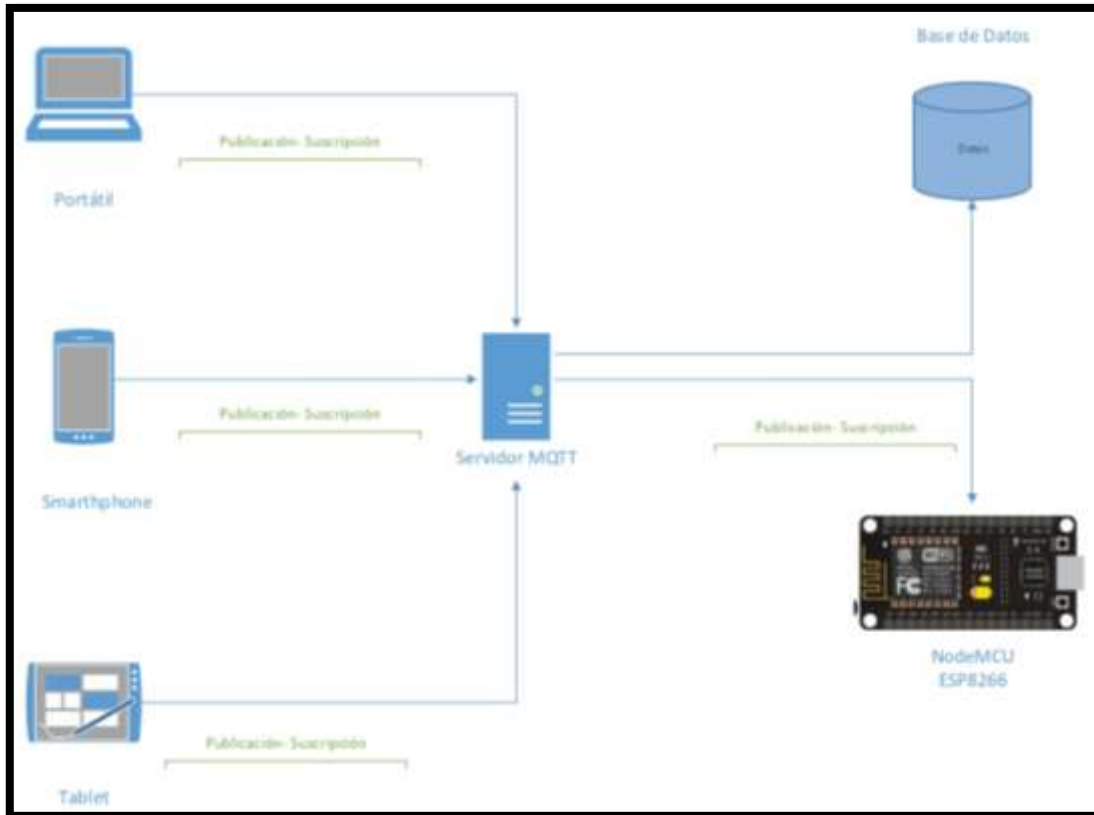 Base de Datos
Datos
Publicación- Suscripción
Portátil
Publicación- Suscripción
Servidor MQTT
Publicación- Suscripción
Smarthphone
FC
NodeMCU
ESP8266
Publicación- Suscripción
Tablet